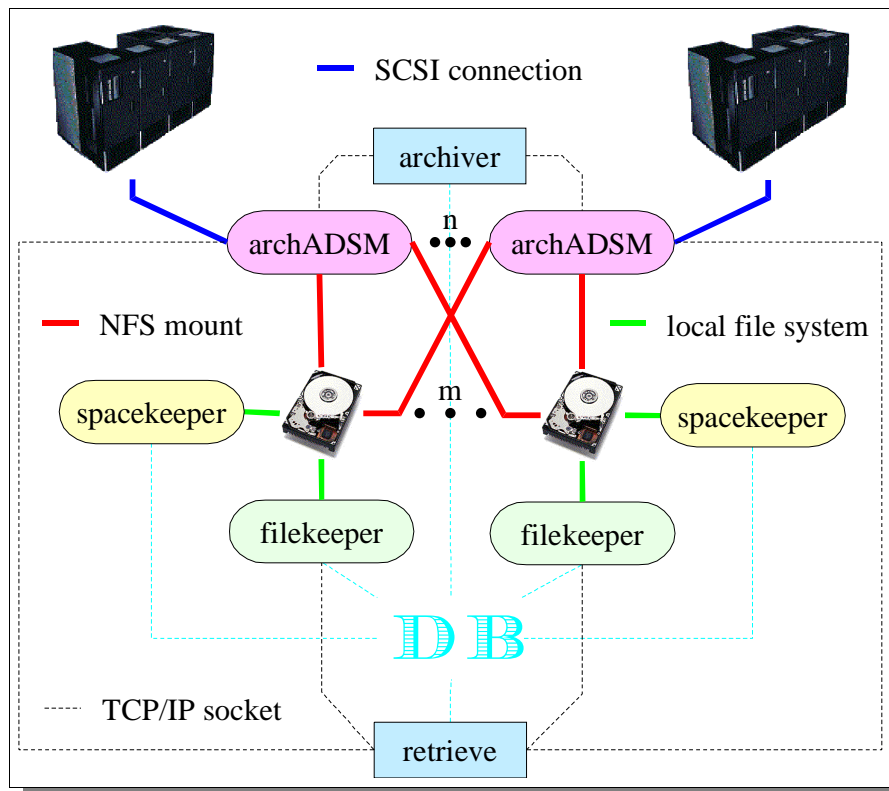 SCSI connection
archiver
n
archADSM
archADSM
NFS mount
local file system
m
spacekeeper
spacekeeper
filekeeper
filekeeper
DB
TCP/IP socket
retrieve